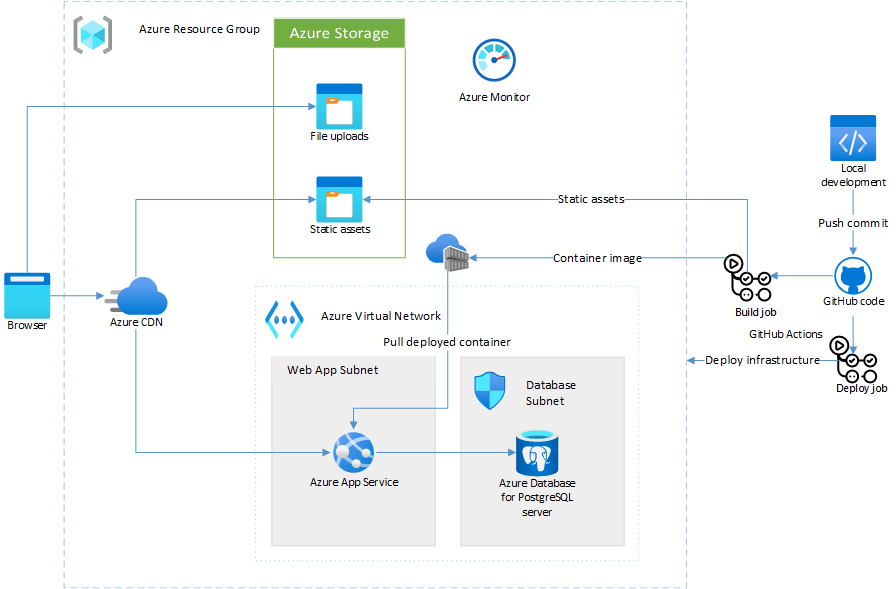 Azure Resource Group
Azure Storage
Azure Monitor
File uploads
Local
development
Static assets
Static assets
Push commit
Container image
Browser
Azure CDN
Build job
GitHub code
Azure Virtual Network
GitHub Actions
Pull deployed container
Deploy infrastructure
Deploy job
Web App Subnet
Database
Subnet
Azure App Service
Azure Database
for PostgreSQL
server